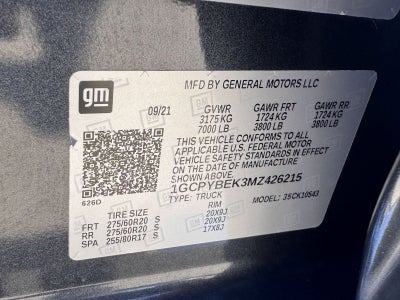 gm
MFD BY GENERAL MOTORS LLC
09/21 GVWR GAWR FRT GAWR RR
3175 KG 1724 KG 1724 KG
7000 LB 3800 LB 3800 LB
THIS VEHICLE CONFORMS TO ALL
APPLICABLE U.S. FEDERAL MOTOR
VEHICLE SAFETY STANDARDS IN EFFECT
ON THE DATE OF MANUFACTURE
SHOWN ABOVE.
1GCPYBEK3MZ426215
626D TYPE: TRUCK MODEL: 35CK10543
TIRE SIZE RIM
FRT 275/60R20 S 20X9J
RR 275/60R20 S 20X9J
SPA 255/80R17 S 17X8J